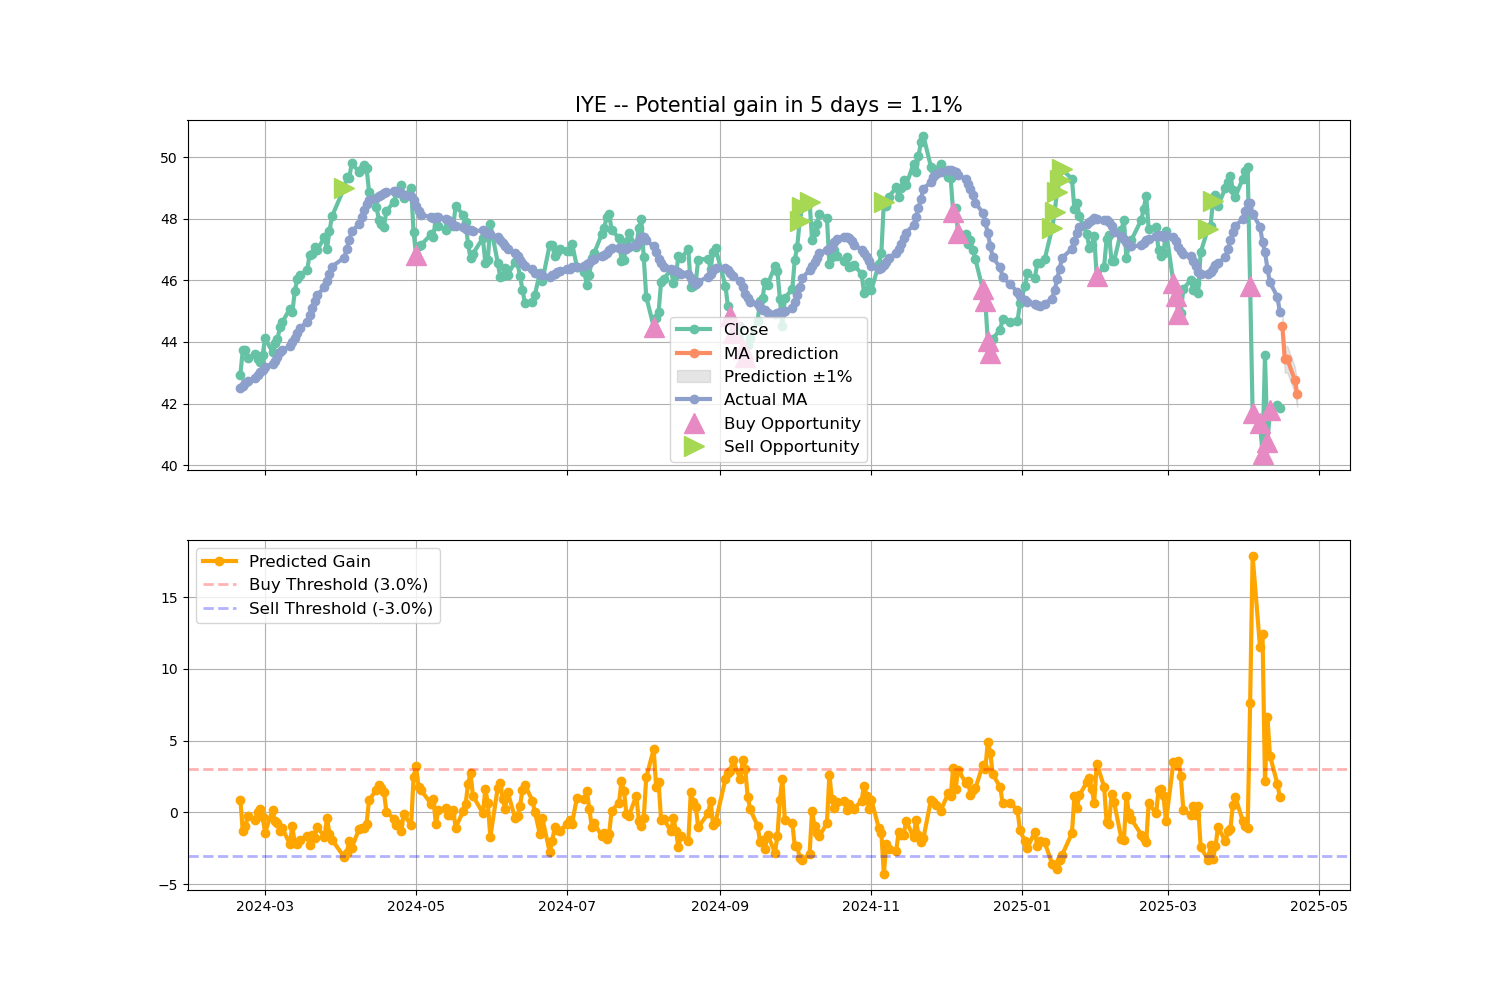 IYE -- Potential gain in 5 days = 1.1%
50
48
46
44
42
40
Close
MA prediction
Prediction ±1%
Actual MA
Buy Opportunity
Sell Opportunity
Predicted Gain
Buy Threshold (3.0%)
Sell Threshold (-3.0%)
15
10
5
0
−5
2024-03 2024-05 2024-07 2024-09 2024-11 2025-01 2025-03 2025-05